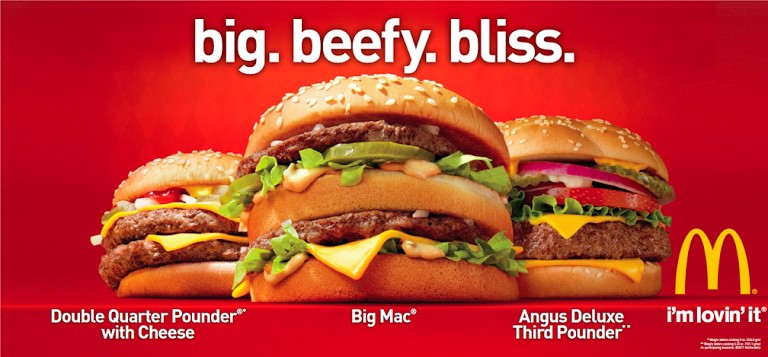 big. beefy. bliss.
Double Quarter Pounder®*
with Cheese
Big Mac®
Angus Deluxe
Third Pounder**
®
i'm lovin' it®